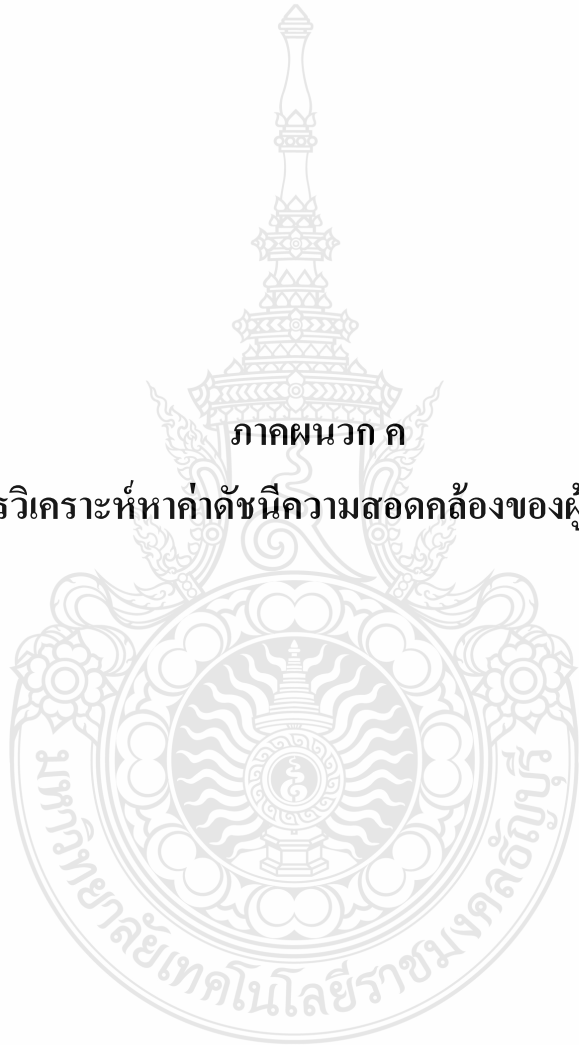 ภาคผนวก ค
รวิเคราะห์หาค่าดัชนีความสอดคล้องของผู้
มหาวิทยาลัยเทคโนโลยีราชมงคลธัญบุรี